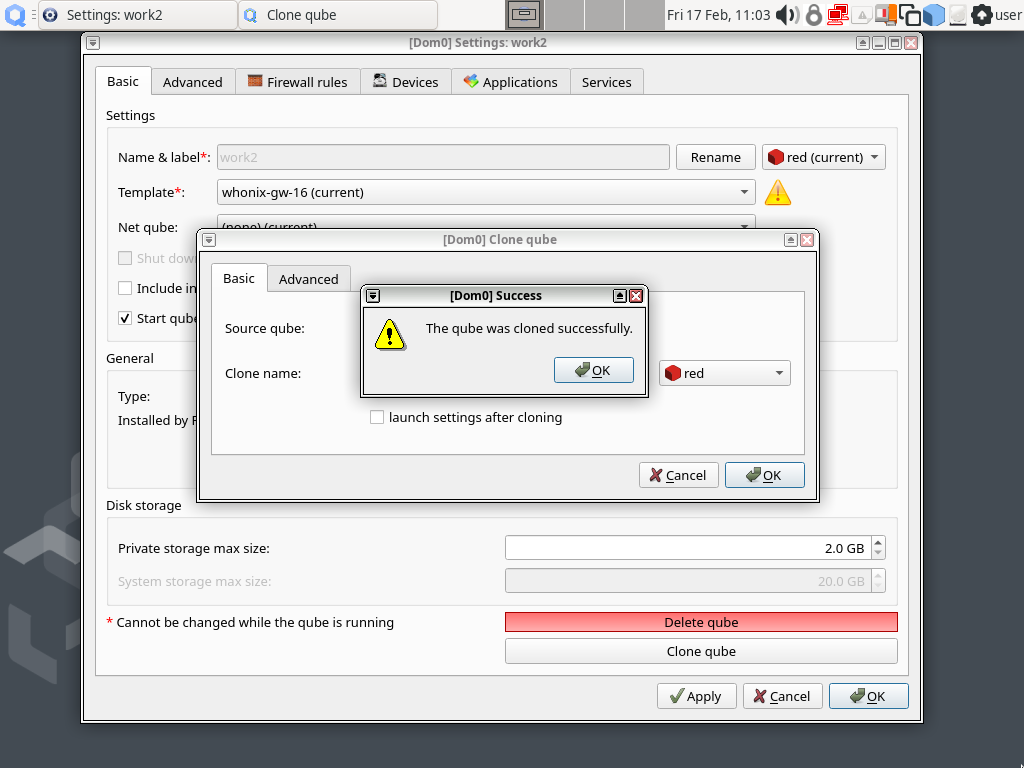 Settings: work2
Clone qube
Fri 17 Feb, 11:03
user
[Dom0] Settings: work2
Basic
Advanced
Firewall rules
Devices
Applications
Services
Settings
Name & label*:
work2
Rename
red (current)
Template*:
whonix-gw-16 (current)
Net qube:
(none) (current)
Shut dow
Include in
Start qube
[Dom0] Clone qube
Basic
Advanced
Source qube:
Clone name:
red
launch settings after cloning
Cancel
OK
[Dom0] Success
The qube was cloned successfully.
OK
General
Type:
Installed by
Disk storage
Private storage max size:
2.0 GB
System storage max size:
20.0 GB
* Cannot be changed while the qube is running
Delete qube
Clone qube
Apply
Cancel
OK